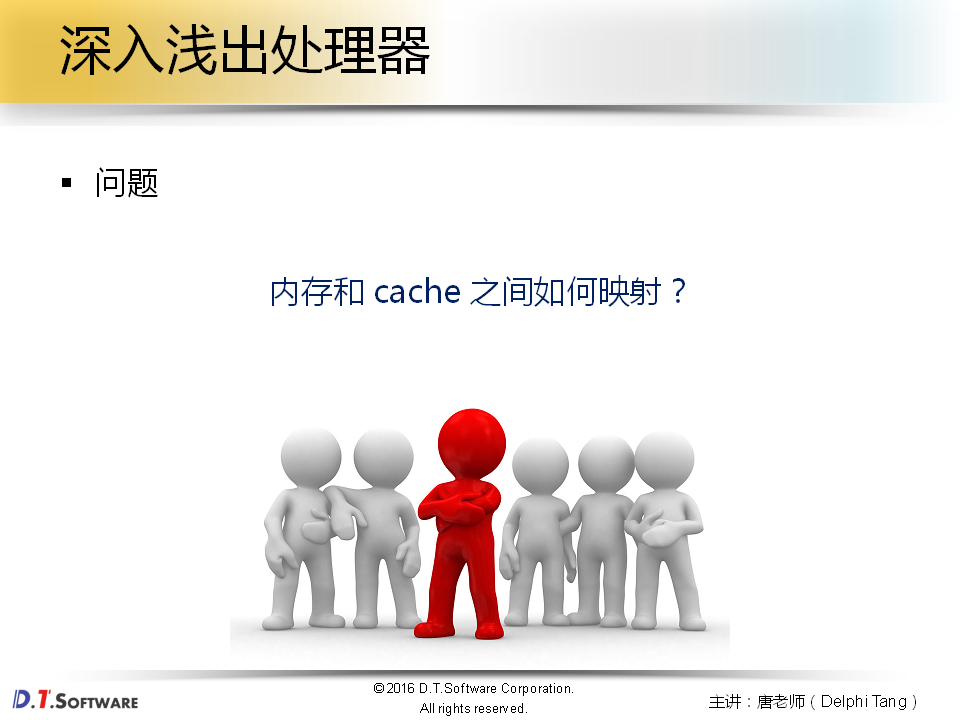 深入浅出处理器
▪ 问题
内存和 cache 之间如何映射？
D.T.SOFTWARE
©2016 D.T.Software Corporation.
All rights reserved.
主讲：唐老师（Delphi Tang）